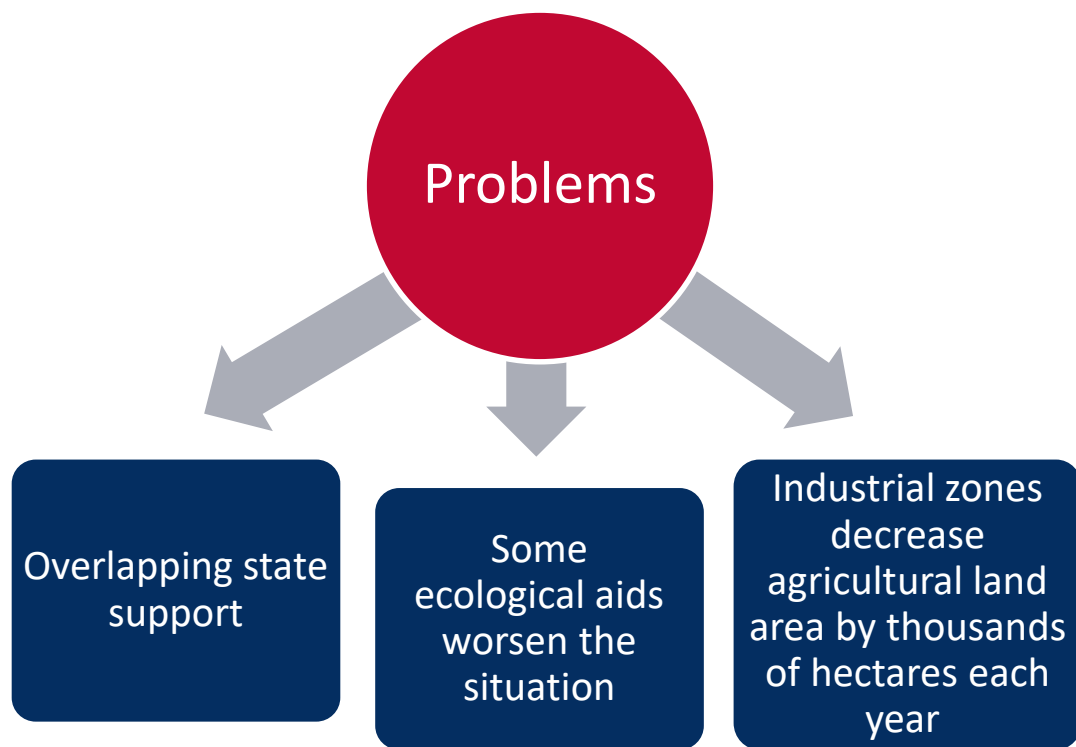 Problems
Overlapping state
support
Some
ecological aids
worsen the
situation
Industrial zones
decrease
agricultural land
area by thousands
of hectares each
year